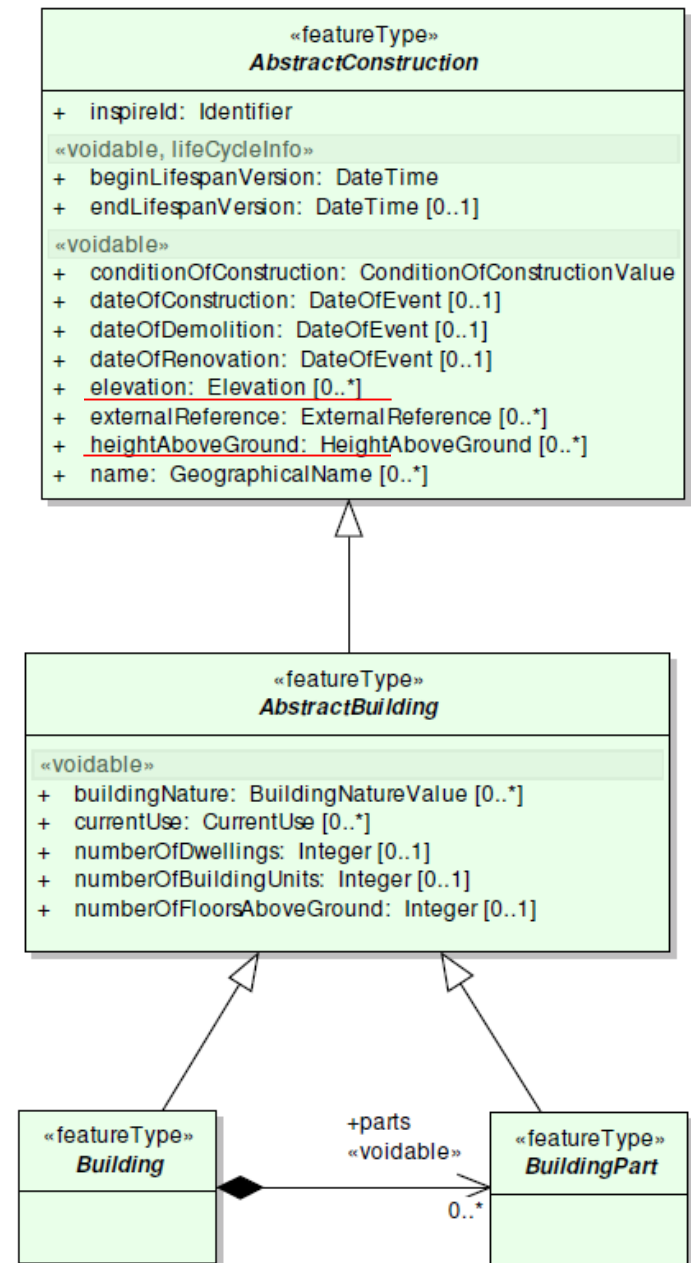 «featureType»
AbstractConstruction
+ inspireId: Identifier
«voidable, lifeCycleInfo»
+ beginLifespanVersion: DateTime
+ endLifespanVersion: DateTime [0..1]
«voidable»
+ conditionOfConstruction: ConditionOfConstructionValue
+ dateOfConstruction: DateOfEvent [0..1]
+ dateOfDemolition: DateOfEvent [0..1]
+ dateOfRenovation: DateOfEvent [0..1]
+ elevation: Elevation [0..*]
+ externalReference: ExternalReference [0..*]
+ heightAboveGround: HeightAboveGround [0..*]
+ name: GeographicalName [0..*]
«featureType»
AbstractBuilding
«voidable»
+ buildingNature: BuildingNatureValue [0..*]
+ currentUse: CurrentUse [0..*]
+ numberOfDwellings: Integer [0..1]
+ numberOfBuildingUnits: Integer [0..1]
+ numberOfFloorsAboveGround: Integer [0..1]
«featureType»
Building
+parts
«voidable»
0..*
«featureType»
BuildingPart